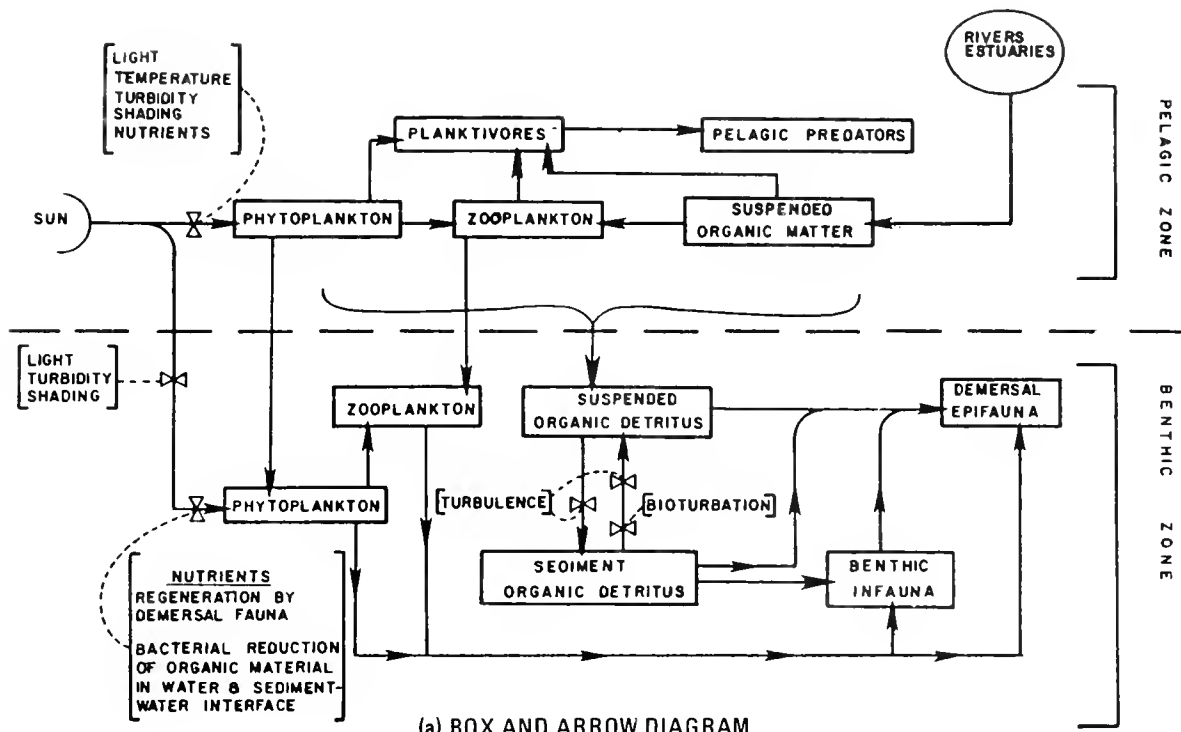 LIGHT
TEMPERATURE
TURBIDITY
SHADING
NUTRIENTS
RIVERS
ESTUARIES
PLANKTIVORES
PELAGIC PREDATORS
SUN
PHYTOPLANKTON
ZOOPLANKTON
SUSPENDED
ORGANIC MATTER
PELAGIC ZONE
LIGHT
TURBIDITY
SHADING
ZOOPLANKTON
SUSPENDED
ORGANIC DETRITUS
DEMERSAL
EPIFAUNA
PHYTOPLANKTON
TURBULENCE
BIOTURBATION
SEDIMENT
ORGANIC DETRITUS
BENTHIC
INFAUNA
BENTHIC ZONE
NUTRIENTS
REGENERATION BY
DEMERSAL FAUNA
BACTERIAL REDUCTION
OF ORGANIC MATERIAL
IN WATER & SEDIMENT-
WATER INTERFACE
(a) BOX AND ARROW DIAGRAM